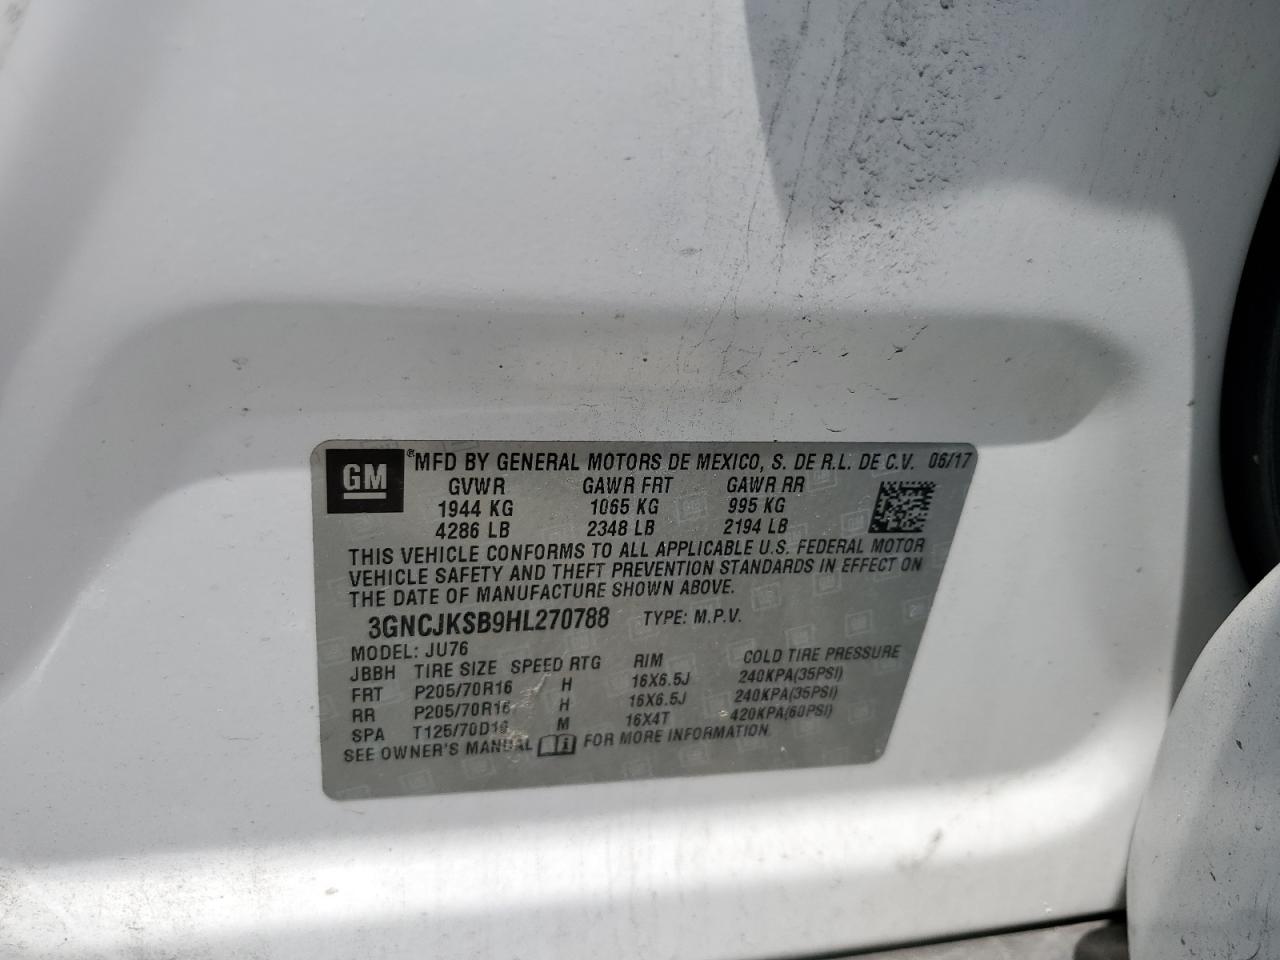 GM ®MFD BY GENERAL MOTORS DE MEXICO, S. DE R.L. DE C.V. 06/17
GVWR GAWR FRT GAWR RR
1944 KG 1065 KG 995 KG
4286 LB 2348 LB 2194 LB
THIS VEHICLE CONFORMS TO ALL APPLICABLE U.S. FEDERAL MOTOR
VEHICLE SAFETY AND THEFT PREVENTION STANDARDS IN EFFECT ON
THE DATE OF MANUFACTURE SHOWN ABOVE.
3GNCJKSB9HL270788 TYPE: M.P.V.
MODEL: JU76
JBBH TIRE SIZE SPEED RTG RIM COLD TIRE PRESSURE
FRT P205/70R16 H 16X6.5J 240KPA(35PSI)
RR P205/70R16 H 16X6.5J 240KPA(35PSI)
SPA T125/70D16 M 16X4T 420KPA(60PSI)
SEE OWNER'S MANUAL FOR MORE INFORMATION.